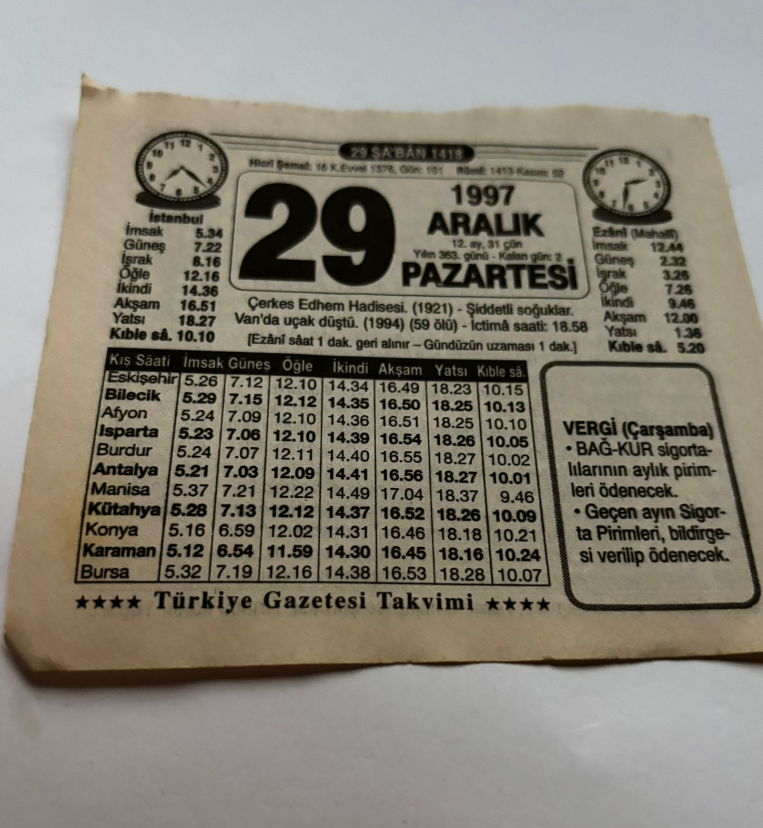 29 ŞA'BÂN 1418
Hicrî Şemsî: 16 K.Evvel 1376, Gün: 101 Rûmî: 1413-Kasım: 52
29
1997
ARALIK
12. ay, 31 gün
Yılın 363. günü - Kalan gün: 2
PAZARTESİ
İstanbul
İmsak 5.34
Güneş 7.22
İşrak 8.16
Öğle 12.16
İkindi 14.36
Akşam 16.51
Yatsı 18.27
Kıble sâ. 10.10
Ezânî (Mahallî)
İmsak 12.44
Güneş 2.32
İşrak 3.26
Öğle 7.26
İkindi 9.46
Akşam 12.00
Yatsı 1.36
Kıble sâ. 5.20
Çerkes Edhem Hadisesi. (1921) - Şiddetli soğuklar.
Van'da uçak düştü. (1994) (59 ölü) - İctimâ saati: 18.58
[Ezânî sâat 1 dak. geri alınır – Gündüzün uzaması 1 dak.]
Kış Sâati İmsak Güneş Öğle İkindi Akşam Yatsı Kıble sâ.
Eskişehir 5.26 7.12 12.10 14.34 16.49 18.23 10.15
Bilecik 5.29 7.15 12.12 14.35 16.50 18.25 10.13
Afyon 5.24 7.09 12.10 14.36 16.51 18.25 10.10
Isparta 5.23 7.06 12.10 14.39 16.54 18.26 10.05
Burdur 5.24 7.07 12.11 14.40 16.55 18.27 10.02
Antalya 5.21 7.03 12.09 14.41 16.56 18.27 10.01
Manisa 5.37 7.21 12.22 14.49 17.04 18.37 9.46
Kütahya 5.28 7.13 12.12 14.37 16.52 18.26 10.09
Konya 5.16 6.59 12.02 14.31 16.46 18.18 10.21
Karaman 5.12 6.54 11.59 14.30 16.45 18.16 10.24
Bursa 5.32 7.19 12.16 14.38 16.53 18.28 10.07
VERGİ (Çarşamba)
• BAĞ-KUR sigorta-
lılarının aylık pirim-
leri ödenecek.
• Geçen ayın Sigor-
ta Pirimleri, bildirge-
si verilip ödenecek.
★★★★ Türkiye Gazetesi Takvimi ★★★★